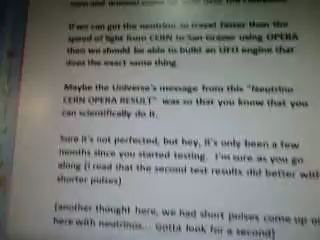 If we can get the neutrino to travel faster than the
speed of light from CERN to San Grasso using OPERA
then we should be able to build an UFO engine that
does the exact same thing.
Maybe the Universe's message from this "Neutrino
CERN OPERA RESULT" was so that you know that you
can scientifically do it.
Sure it's not perfected, but hey, it's only been a few
months since you started testing. I'm sure as you go
along (I read that the second test results did better with
shorter pulses)
(another thought here, we had short pulses come up
here with neutrinos... Gotta look for a second)